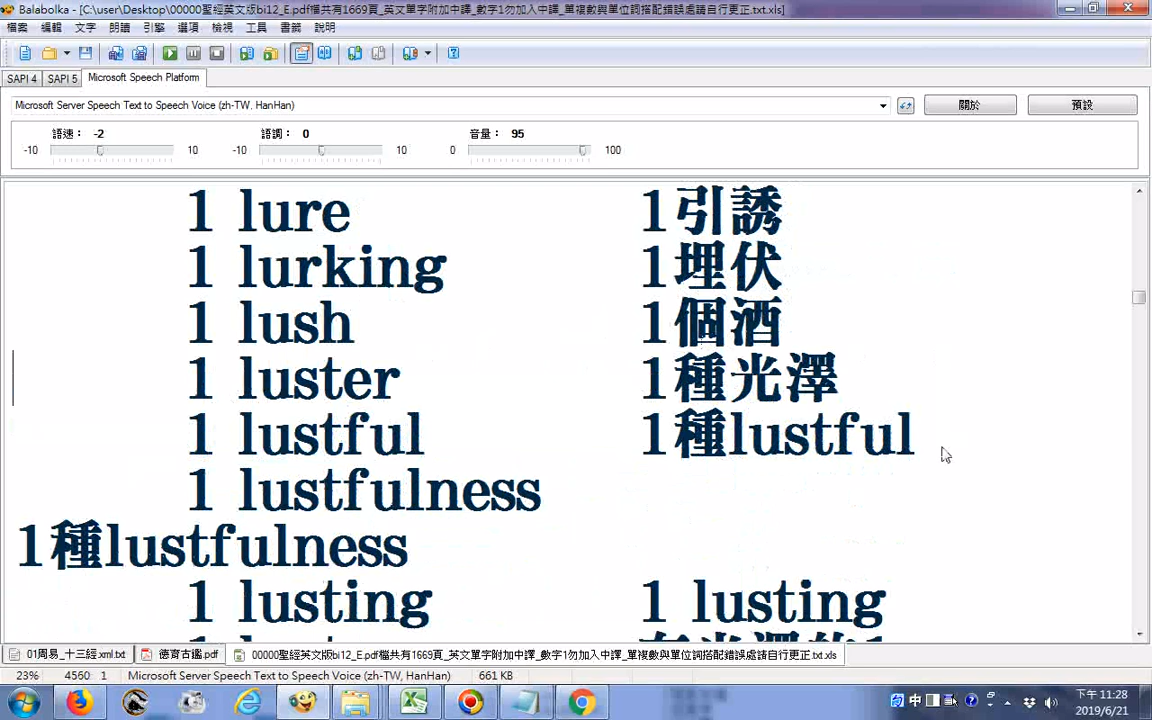 Balabolka - [C:\user\Desktop\00000聖經英文版bi12_E.pdf檔共有1669頁_英文單字附加中譯_數字1勿加入中譯_單複數與單位詞搭配錯誤處請自行更正.txt.xls]
檔案 編輯 文字 朗讀 引擎 選項 檢視 工具 書籤 說明
SAPI 4 SAPI 5 Microsoft Speech Platform
Microsoft Server Speech Text to Speech Voice (zh-TW, HanHan) 關於 預設
語速： -2 語調： 0 音量： 95
-10 10 -10 10 0 100
1 lure 1引誘
1 lurking 1埋伏
1 lush 1個酒
1 luster 1種光澤
1 lustful 1種lustful
1 lustfulness
1種lustfulness
1 lusting 1 lusting
01周易_十三經.xml.txt 德育古鑑.pdf 00000聖經英文版bi12_E.pdf檔共有1669頁_英文單字附加中譯_數字1勿加入中譯_單複數與單位詞搭配錯誤處請自行更正.txt.xls
23% 4560: 1 Microsoft Server Speech Text to Speech Voice (zh-TW, HanHan) 661 KB
中 下午 11:28
2019/6/21